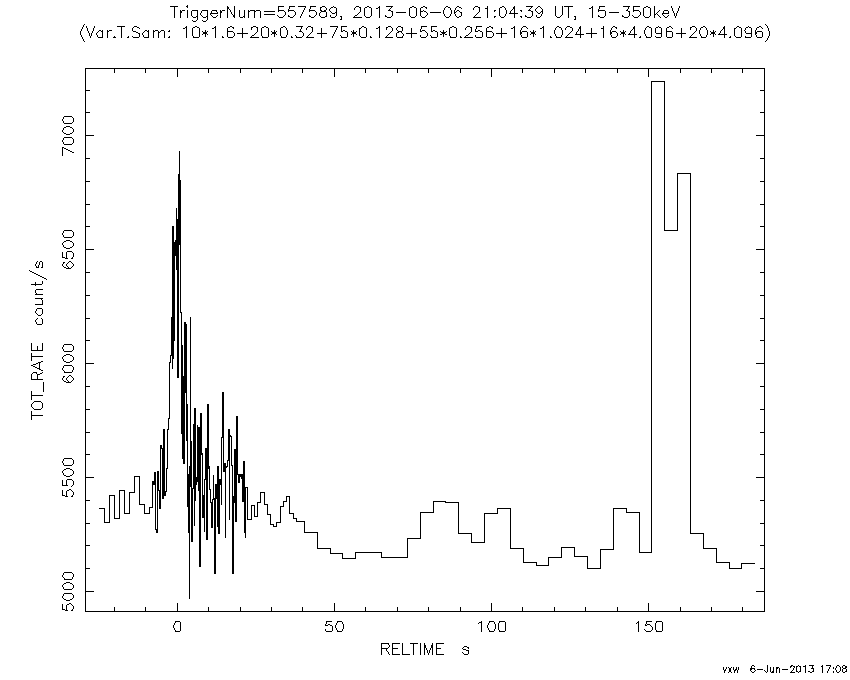 TriggerNum=557589, 2013-06-06 21:04:39 UT, 15-350keV
(Var.T.Sam: 10*1.6+20*0.32+75*0.128+55*0.256+16*1.024+16*4.096+20*4.096)
7000
6500
6000
5500
5000
TOT_RATE count/s
0 50 100 150
RELTIME s
vxw 6-Jun-2013 17:08